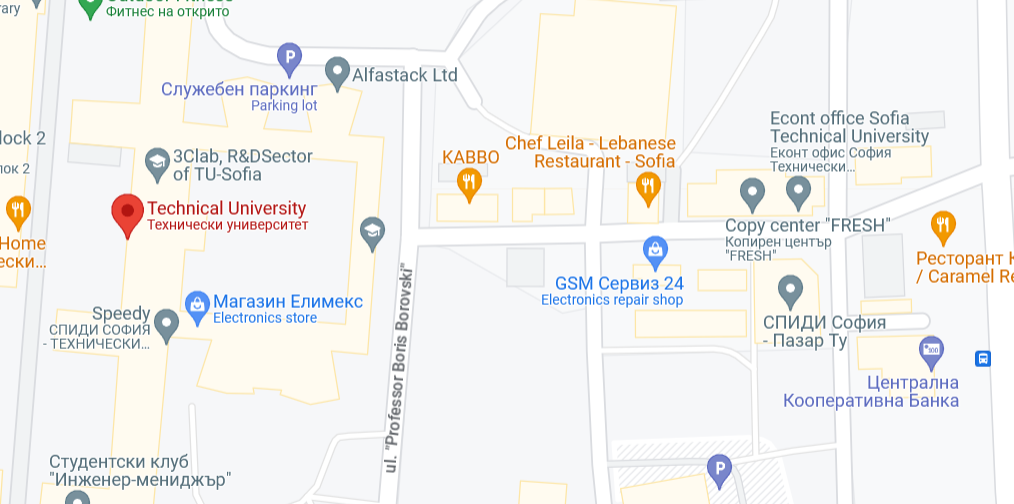 Фитнес на открито
Служебен паркинг
Parking lot
Alfastack Ltd
lock 2
лок 2
3Clab, R&DSector
of TU-Sofia
KABBO
Chef Leila - Lebanese
Restaurant - Sofia
Econt office Sofia
Technical University
Еконт офис София
Технически...
Technical University
Технически университет
Home
ески...
Copy center "FRESH"
Копирен център
"FRESH"
Ресторант К
/ Caramel Re
GSM Сервиз 24
Electronics repair shop
Магазин Елимекс
Electronics store
Speedy
СПИДИ СОФИЯ
- ТЕХНИЧЕСКИ...
СПИДИ София
- Пазар Ту
Централна
Кооперативна Банка
ul. "Professor Boris Borovski"
Студентски клуб
"Инженер-мениджър"